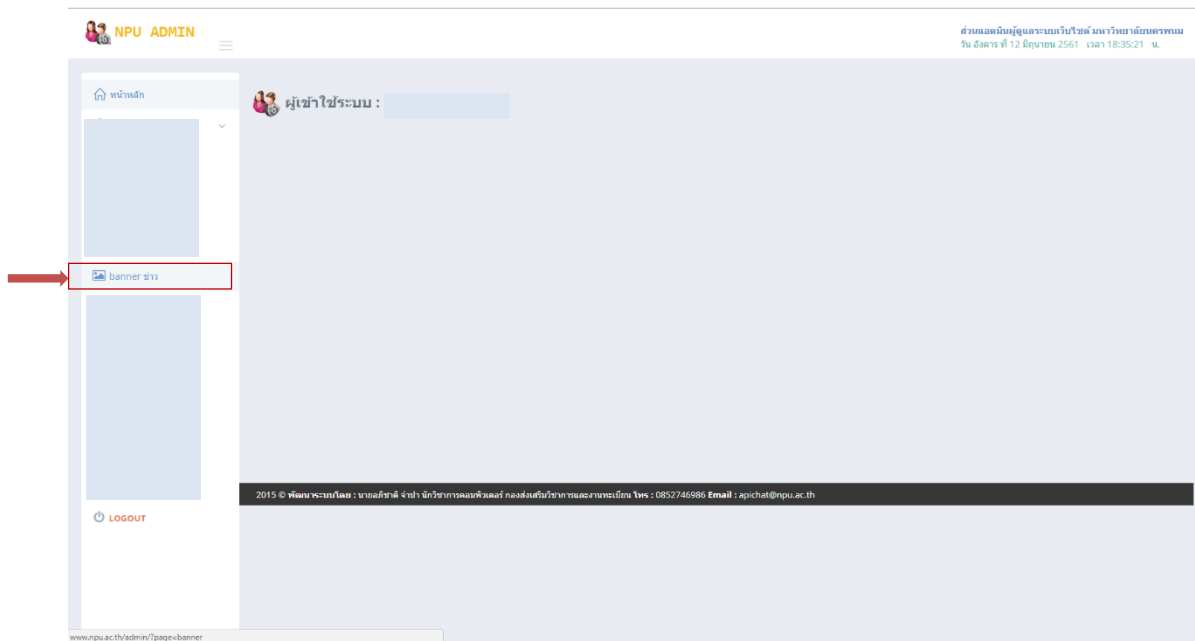 NPU ADMIN
ส่วนแอดมินผู้ดูแลระบบเว็บไซต์ มหาวิทยาลัยนครพนม
วัน อังคาร ที่ 12 มิถุนายน 2561 เวลา 18:35:21 น.
หน้าหลัก
ผู้เข้าใช้ระบบ :
banner ข่าว
2015 © พัฒนาระบบโดย : นายอภิชาติ จำปา นักวิชาการคอมพิวเตอร์ กองส่งเสริมวิชาการและงานทะเบียน โทร : 0852746986 Email : apichat@npu.ac.th
LOGOUT
www.npu.ac.th/admin/?page=banner